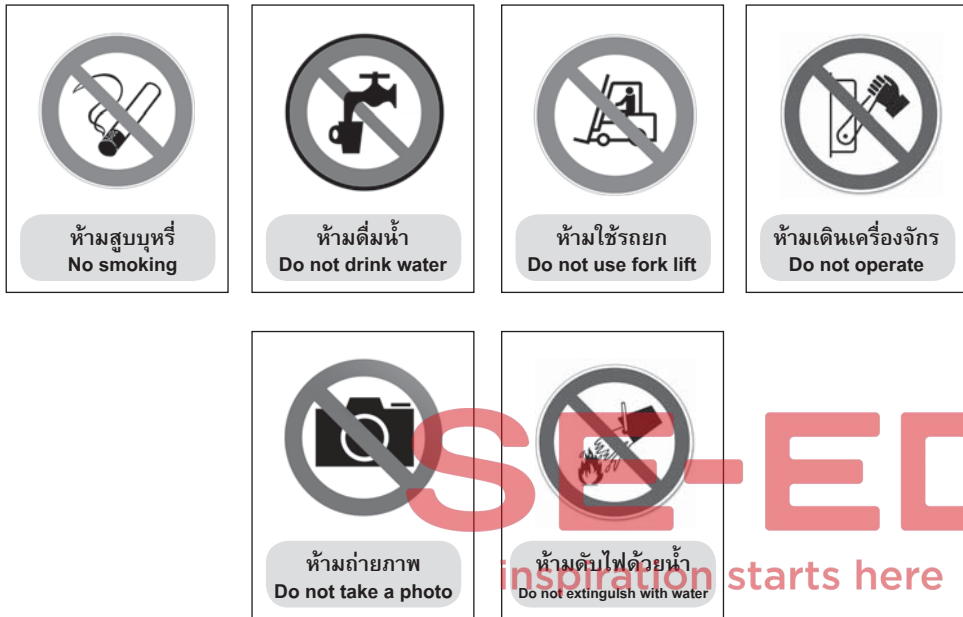 ห้ามสูบบุหรี่
No smoking
ห้ามดื่มน้ำ
Do not drink water
ห้ามใช้รถยก
Do not use fork lift
ห้ามเดินเครื่องจักร
Do not operate
ห้ามถ่ายภาพ
Do not take a photo
ห้ามดับไฟด้วยน้ำ
Do not extinguish with water
SE-ED
inspiration starts here